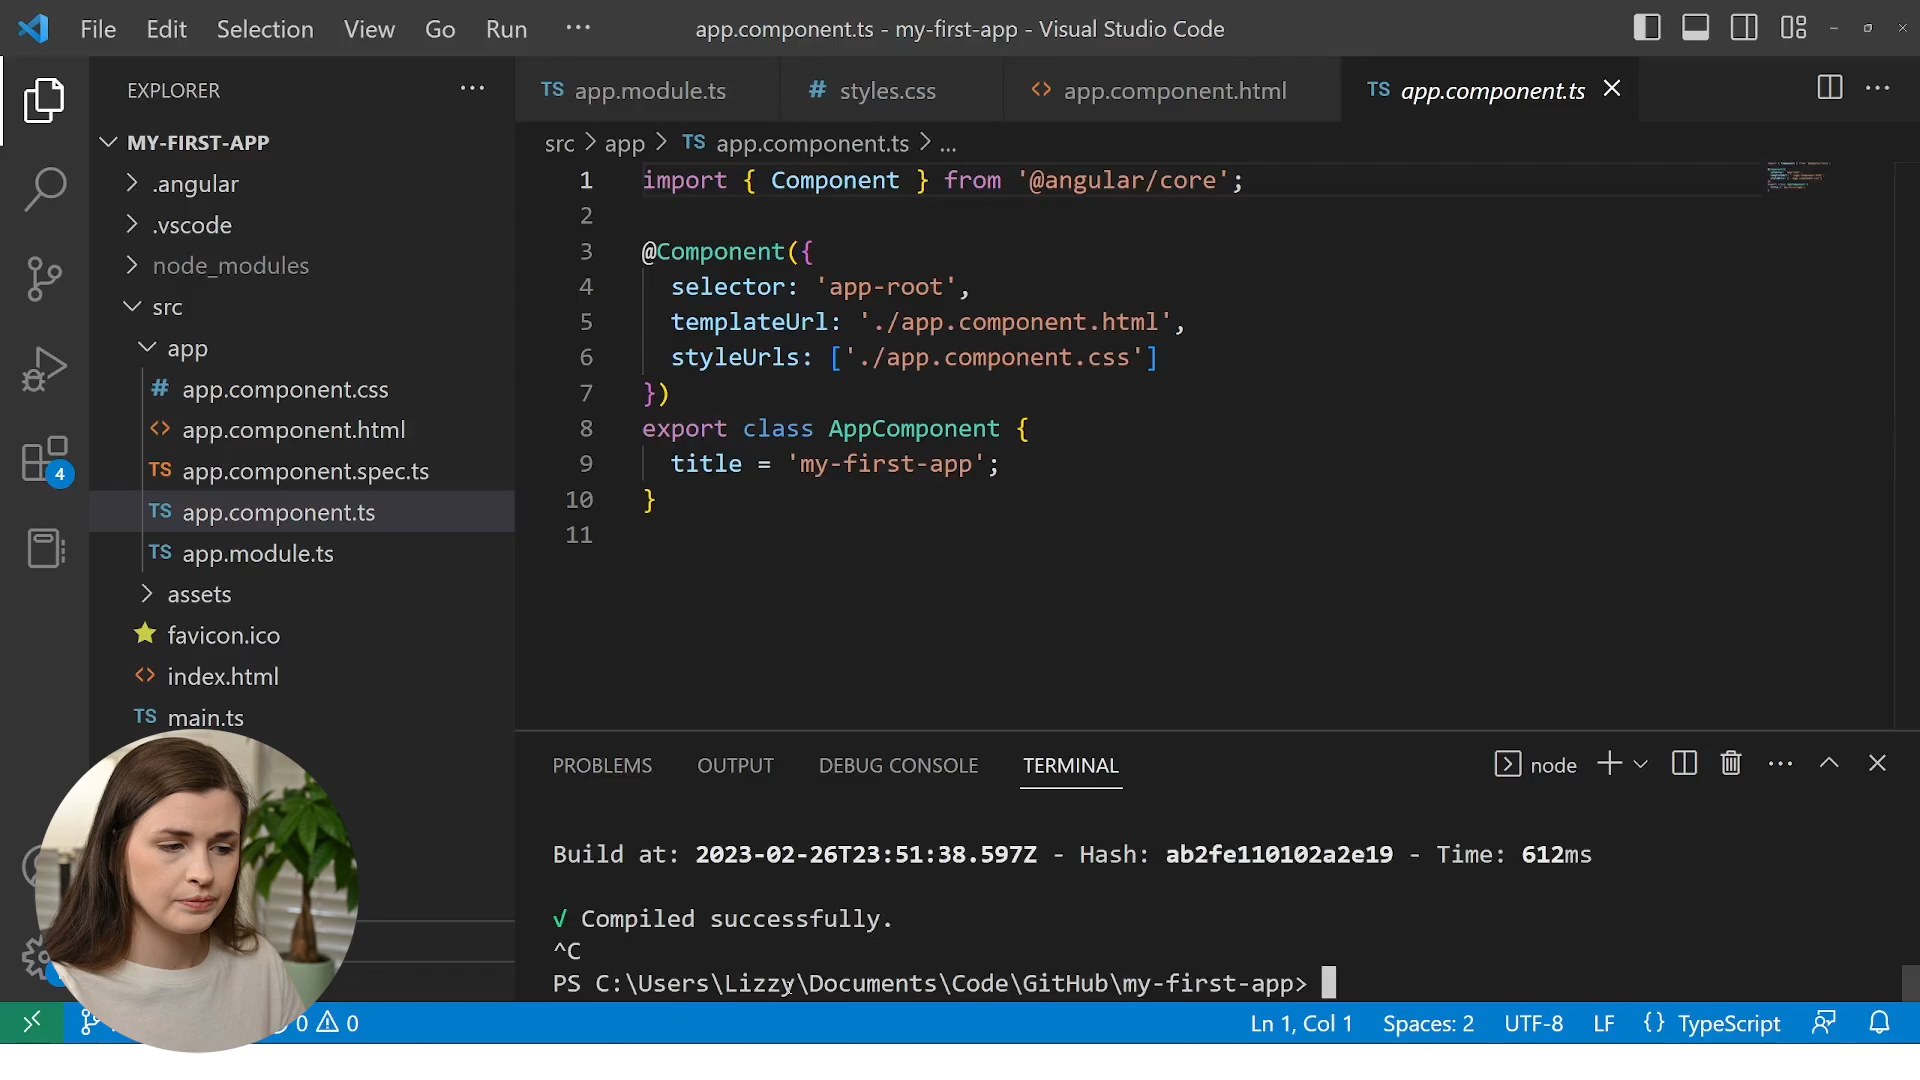 File Edit Selection View Go Run ···
app.component.ts - my-first-app - Visual Studio Code
EXPLORER
MY-FIRST-APP
.angular
.vscode
node_modules
src
app
# app.component.css
<> app.component.html
TS app.component.spec.ts
TS app.component.ts
TS app.module.ts
assets
favicon.ico
<> index.html
TS main.ts
4
TS app.module.ts
# styles.css
<> app.component.html
TS app.component.ts
src > app > TS app.component.ts > ...
1 import { Component } from '@angular/core';
2
3 @Component({
4 selector: 'app-root',
5 templateUrl: './app.component.html',
6 styleUrls: ['./app.component.css']
7 })
8 export class AppComponent {
9 title = 'my-first-app';
10 }
11
PROBLEMS OUTPUT DEBUG CONSOLE TERMINAL
node
Build at: 2023-02-26T23:51:38.597Z - Hash: ab2fe110102a2e19 - Time: 612ms
√ Compiled successfully.
^C
PS C:\Users\Lizzy\Documents\Code\GitHub\my-first-app>
0 0
Ln 1, Col 1 Spaces: 2 UTF-8 LF {} TypeScript